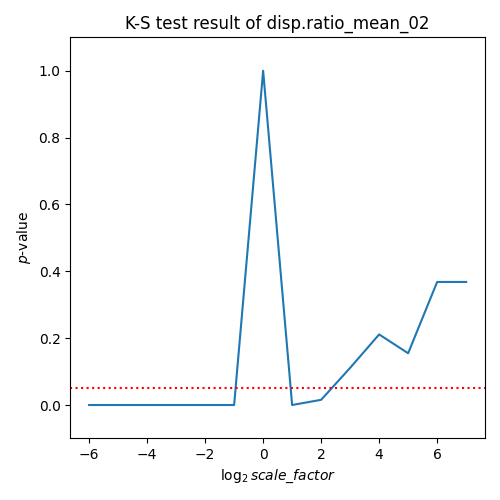 K-S test result of disp.ratio_mean_02
1.0
0.8
0.6
0.4
0.2
0.0
p-value
−6 −4 −2 0 2 4 6
log₂ scale_factor